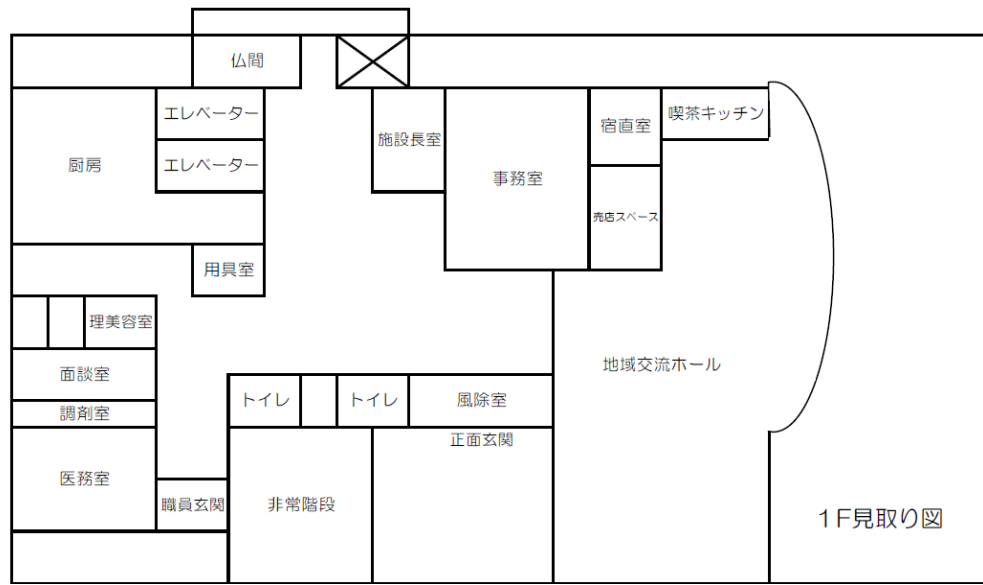 仏間
エレベーター
喫茶キッチン
宿直室
施設長室
厨房
エレベーター
事務室
売店スペース
用具室
理美容室
地域交流ホール
面談室
トイレ
トイレ
風除室
調剤室
正面玄関
医務室
職員玄関
非常階段
1F見取り図